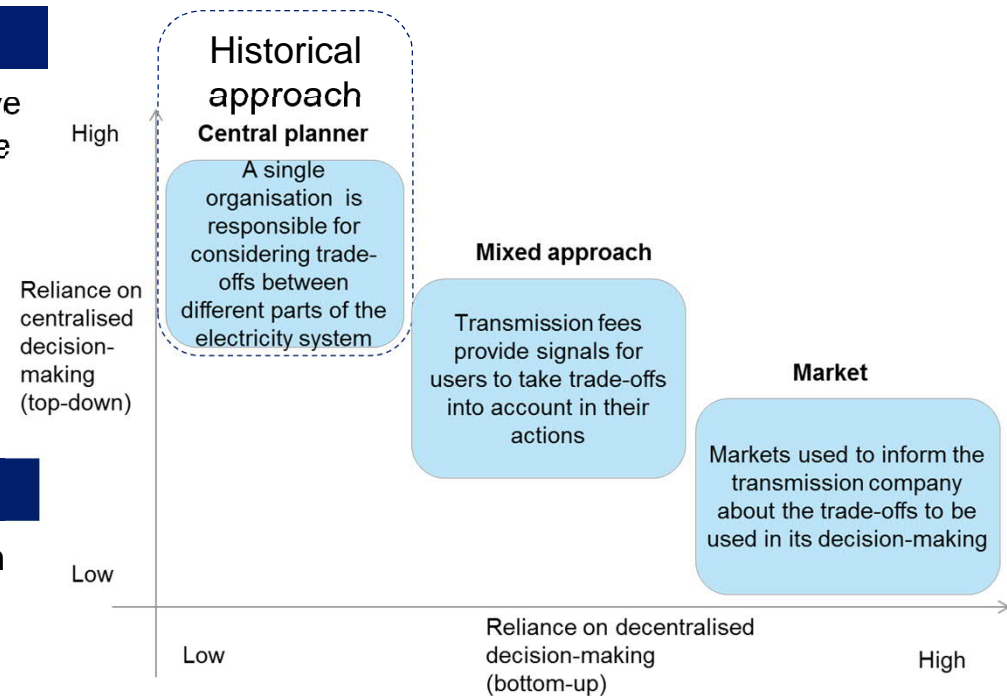 Historical
approach
High
Central planner
A single
organisation is
responsible for
considering trade-
offs between
different parts of the
electricity system
Mixed approach
Transmission fees
provide signals for
users to take trade-offs
into account in their
actions
Market
Markets used to inform the
transmission company
about the trade-offs to be
used in its decision-making
Reliance on
centralised
decision-
making
(top-down)
Low
Low
Reliance on decentralised
decision-making
(bottom-up)
High